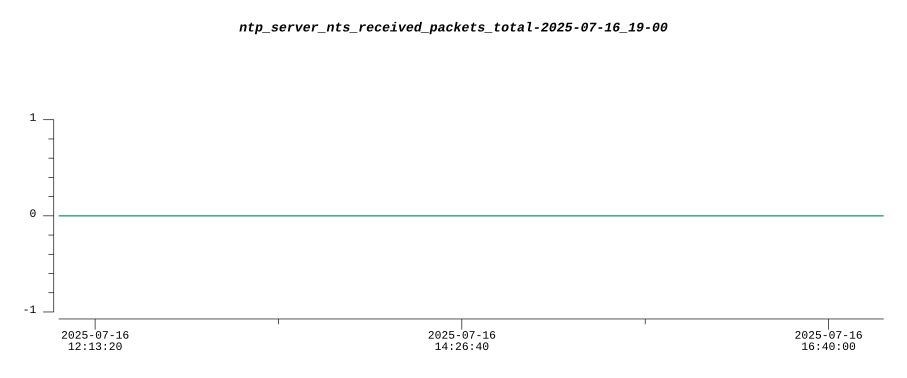 ntp_server_nts_received_packets_total-2025-07-16_19-00
1
0
-1
2025-07-16 2025-07-16 2025-07-16
12:13:20 14:26:40 16:40:00